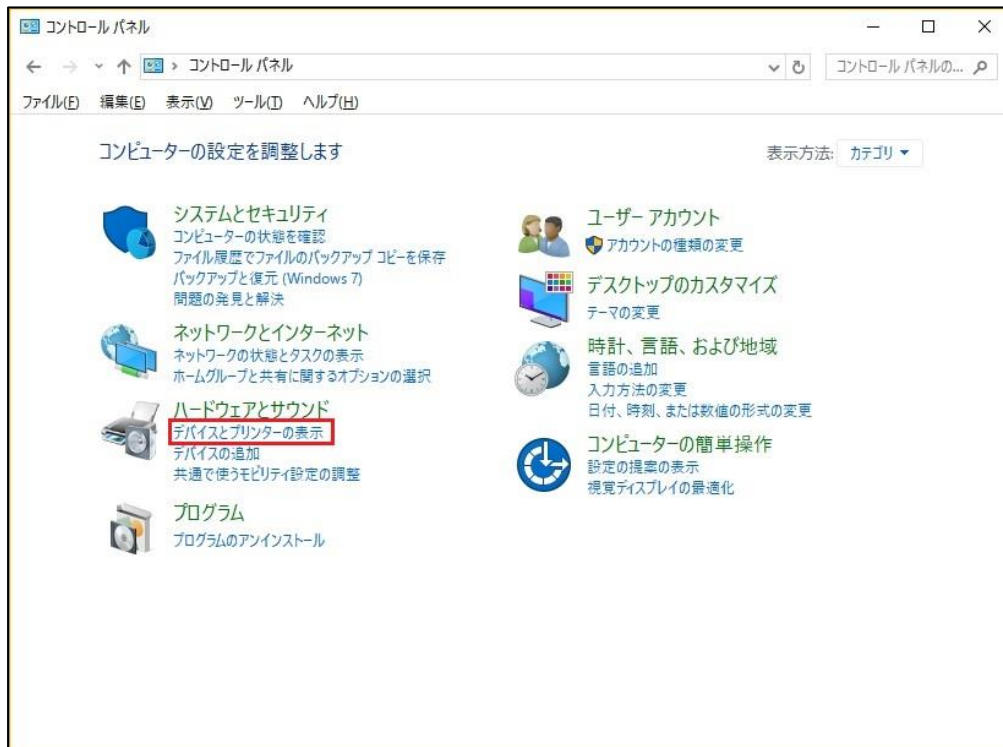 コントロール パネル
コントロール パネル
コントロール パネルの...
ファイル(F) 編集(E) 表示(V) ツール(T) ヘルプ(H)
コンピューターの設定を調整します
表示方法: カテゴリ
システムとセキュリティ
コンピューターの状態を確認
ファイル履歴でファイルのバックアップ コピーを保存
バックアップと復元 (Windows 7)
問題の発見と解決
ネットワークとインターネット
ネットワークの状態とタスクの表示
ホームグループと共有に関するオプションの選択
ハードウェアとサウンド
デバイスとプリンターの表示
デバイスの追加
共通で使うモビリティ設定の調整
プログラム
プログラムのアンインストール
ユーザー アカウント
アカウントの種類の変更
デスクトップのカスタマイズ
テーマの変更
時計、言語、および地域
言語の追加
入力方法の変更
日付、時刻、または数値の形式の変更
コンピューターの簡単操作
設定の提案の表示
視覚ディスプレイの最適化